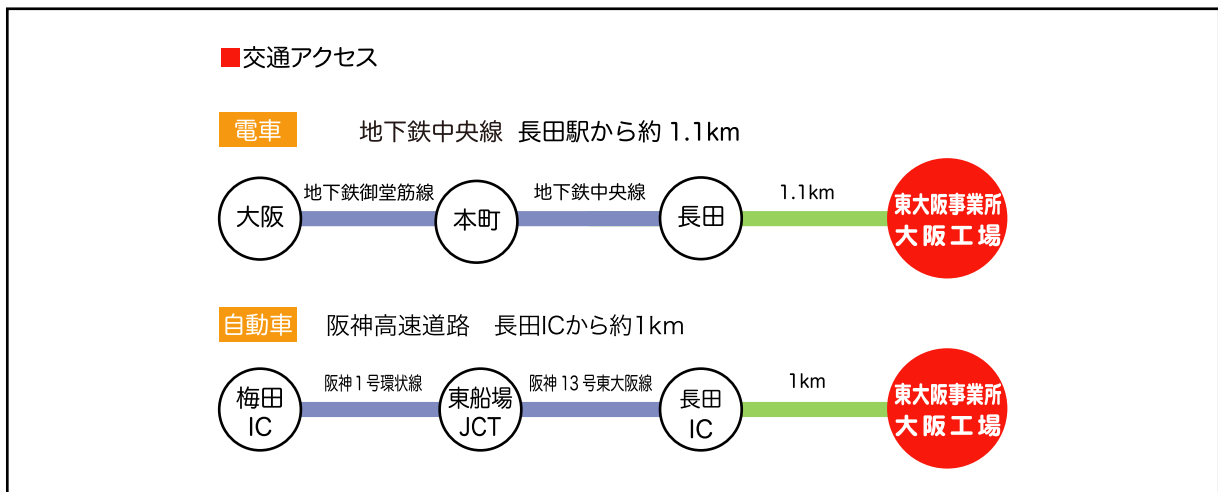 ■交通アクセス
電車 地下鉄中央線 長田駅から約 1.1km
地下鉄御堂筋線 地下鉄中央線 1.1km
大阪 本町 長田 東大阪事業所
大阪工場
自動車 阪神高速道路 長田ICから約1km
阪神1号環状線 阪神13号東大阪線 1km
梅田 東船場 長田 東大阪事業所
IC JCT IC 大阪工場